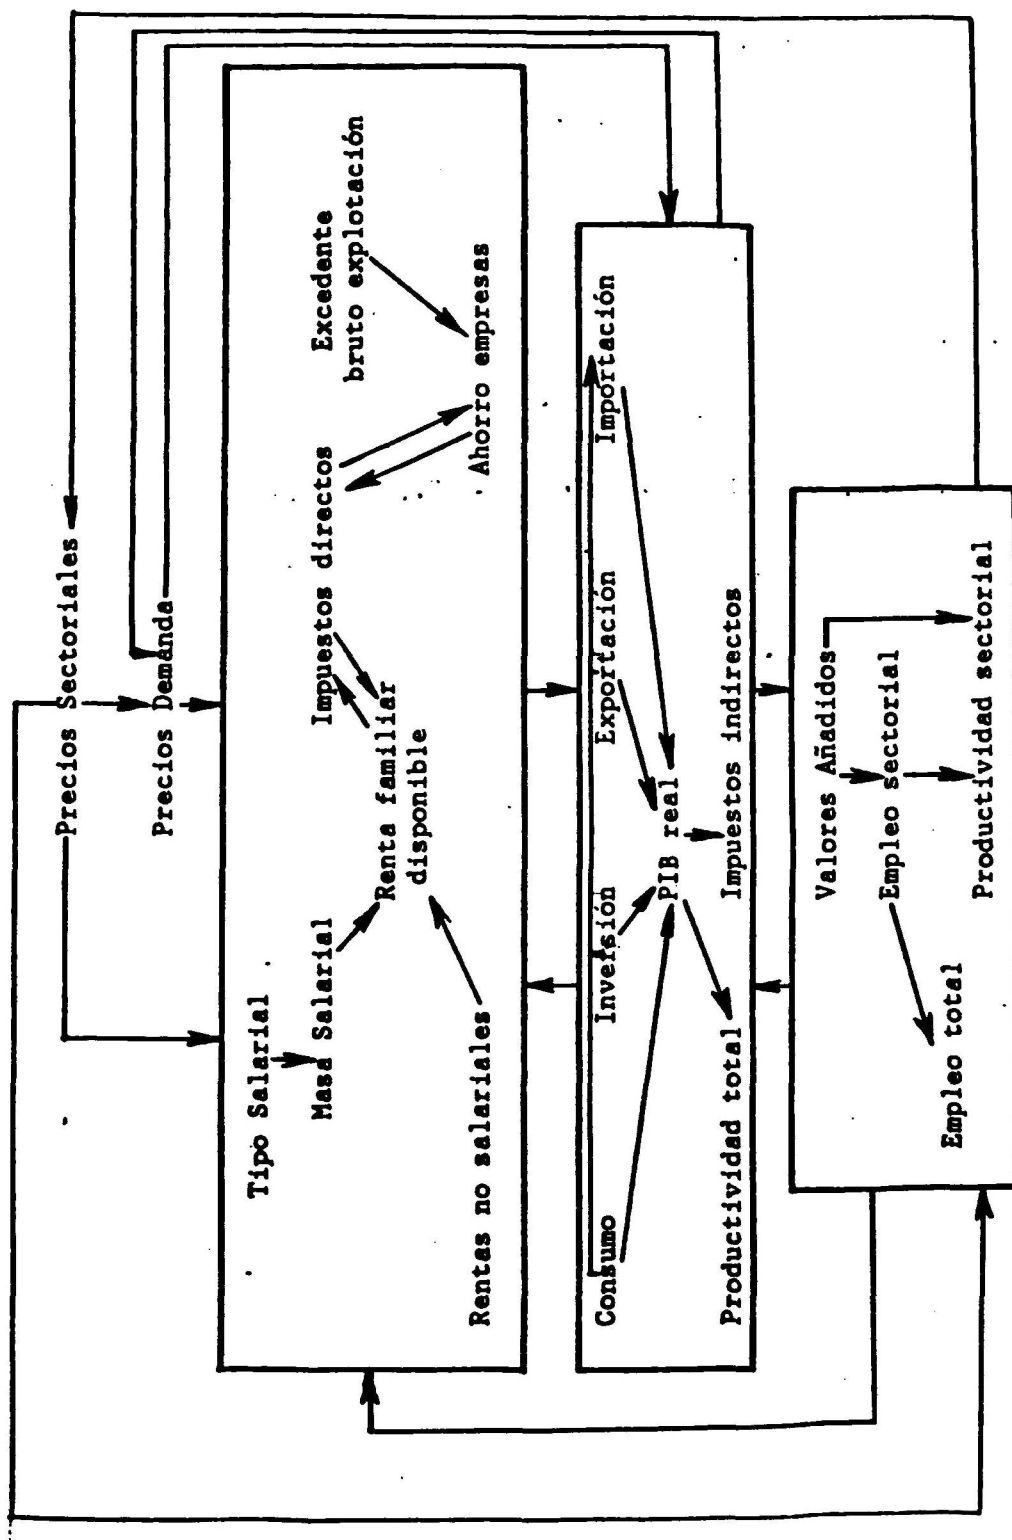 Precios Sectoriales
Precios Demanda
Tipo Salarial
Masa Salarial
Rentas no salariales
Renta familiar
disponible
Impuestos directos
Excedente
bruto explotación
Ahorro empresas
Consumo
Inversión
Exportación
Importación
PIB real
Productividad total
Impuestos indirectos
Valores Añadidos
Empleo sectorial
Empleo total
Productividad sectorial